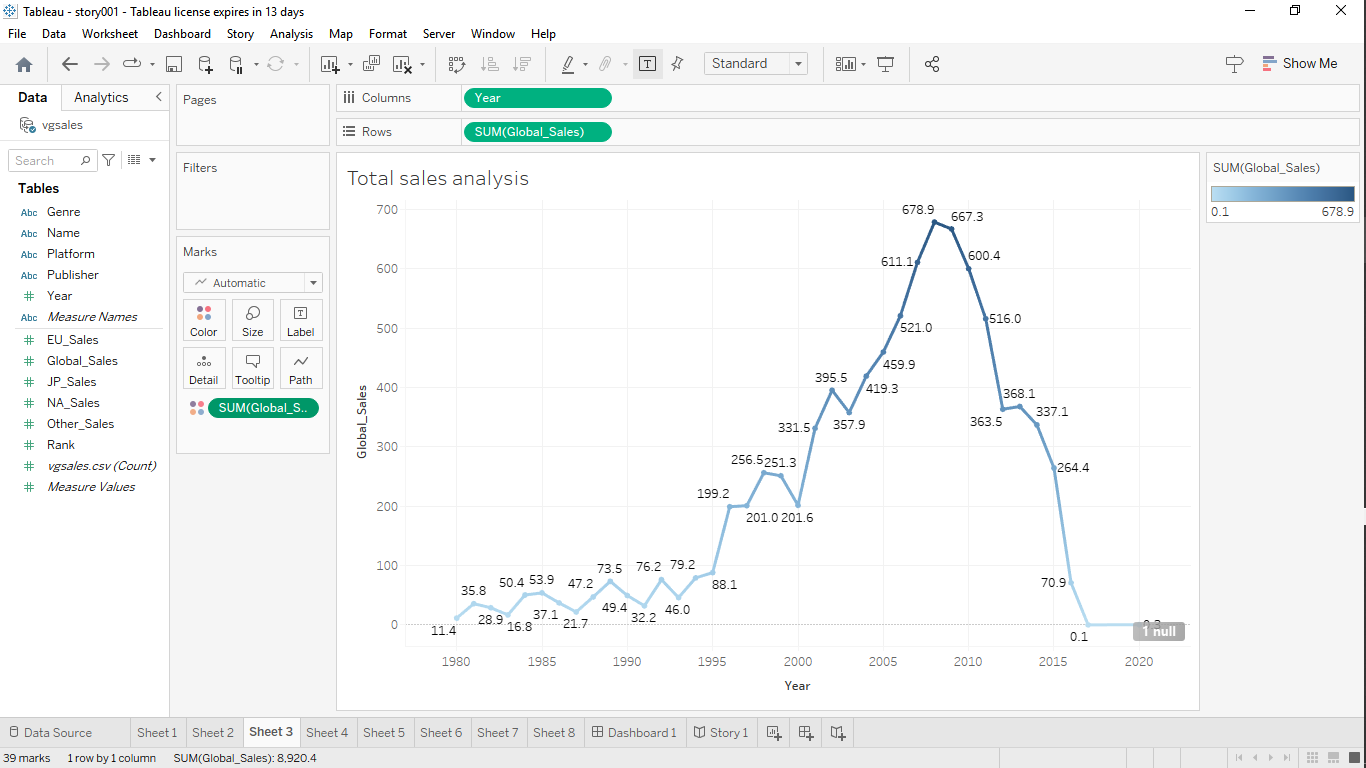 Tableau - story001 - Tableau license expires in 13 days
File Data Worksheet Dashboard Story Analysis Map Format Server Window Help
Standard
Show Me
Data Analytics
vgsales
Search
Tables
Abc Genre
Abc Name
Abc Platform
Abc Publisher
Year
Abc Measure Names
EU_Sales
Global_Sales
JP_Sales
NA_Sales
Other_Sales
Rank
vgsales.csv (Count)
Measure Values
Pages
Filters
Marks
Automatic
Color Size Label
Detail Tooltip Path
SUM(Global_S..
Columns Year
Rows SUM(Global_Sales)
Total sales analysis
700
600
500
400
300
200
100
0
Global_Sales
11.4
35.8
28.9
16.8
50.4
53.9
37.1
21.7
47.2
73.5
49.4
32.2
76.2
46.0
79.2
88.1
199.2
201.0
256.5
251.3
201.6
331.5
395.5
357.9
419.3
459.9
521.0
611.1
678.9
667.3
600.4
516.0
363.5
368.1
337.1
264.4
70.9
0.1
1 null
1980 1985 1990 1995 2000 2005 2010 2015 2020
Year
SUM(Global_Sales)
0.1 678.9
Data Source Sheet 1 Sheet 2 Sheet 3 Sheet 4 Sheet 5 Sheet 6 Sheet 7 Sheet 8 Dashboard 1 Story 1
39 marks 1 row by 1 column SUM(Global_Sales): 8,920.4